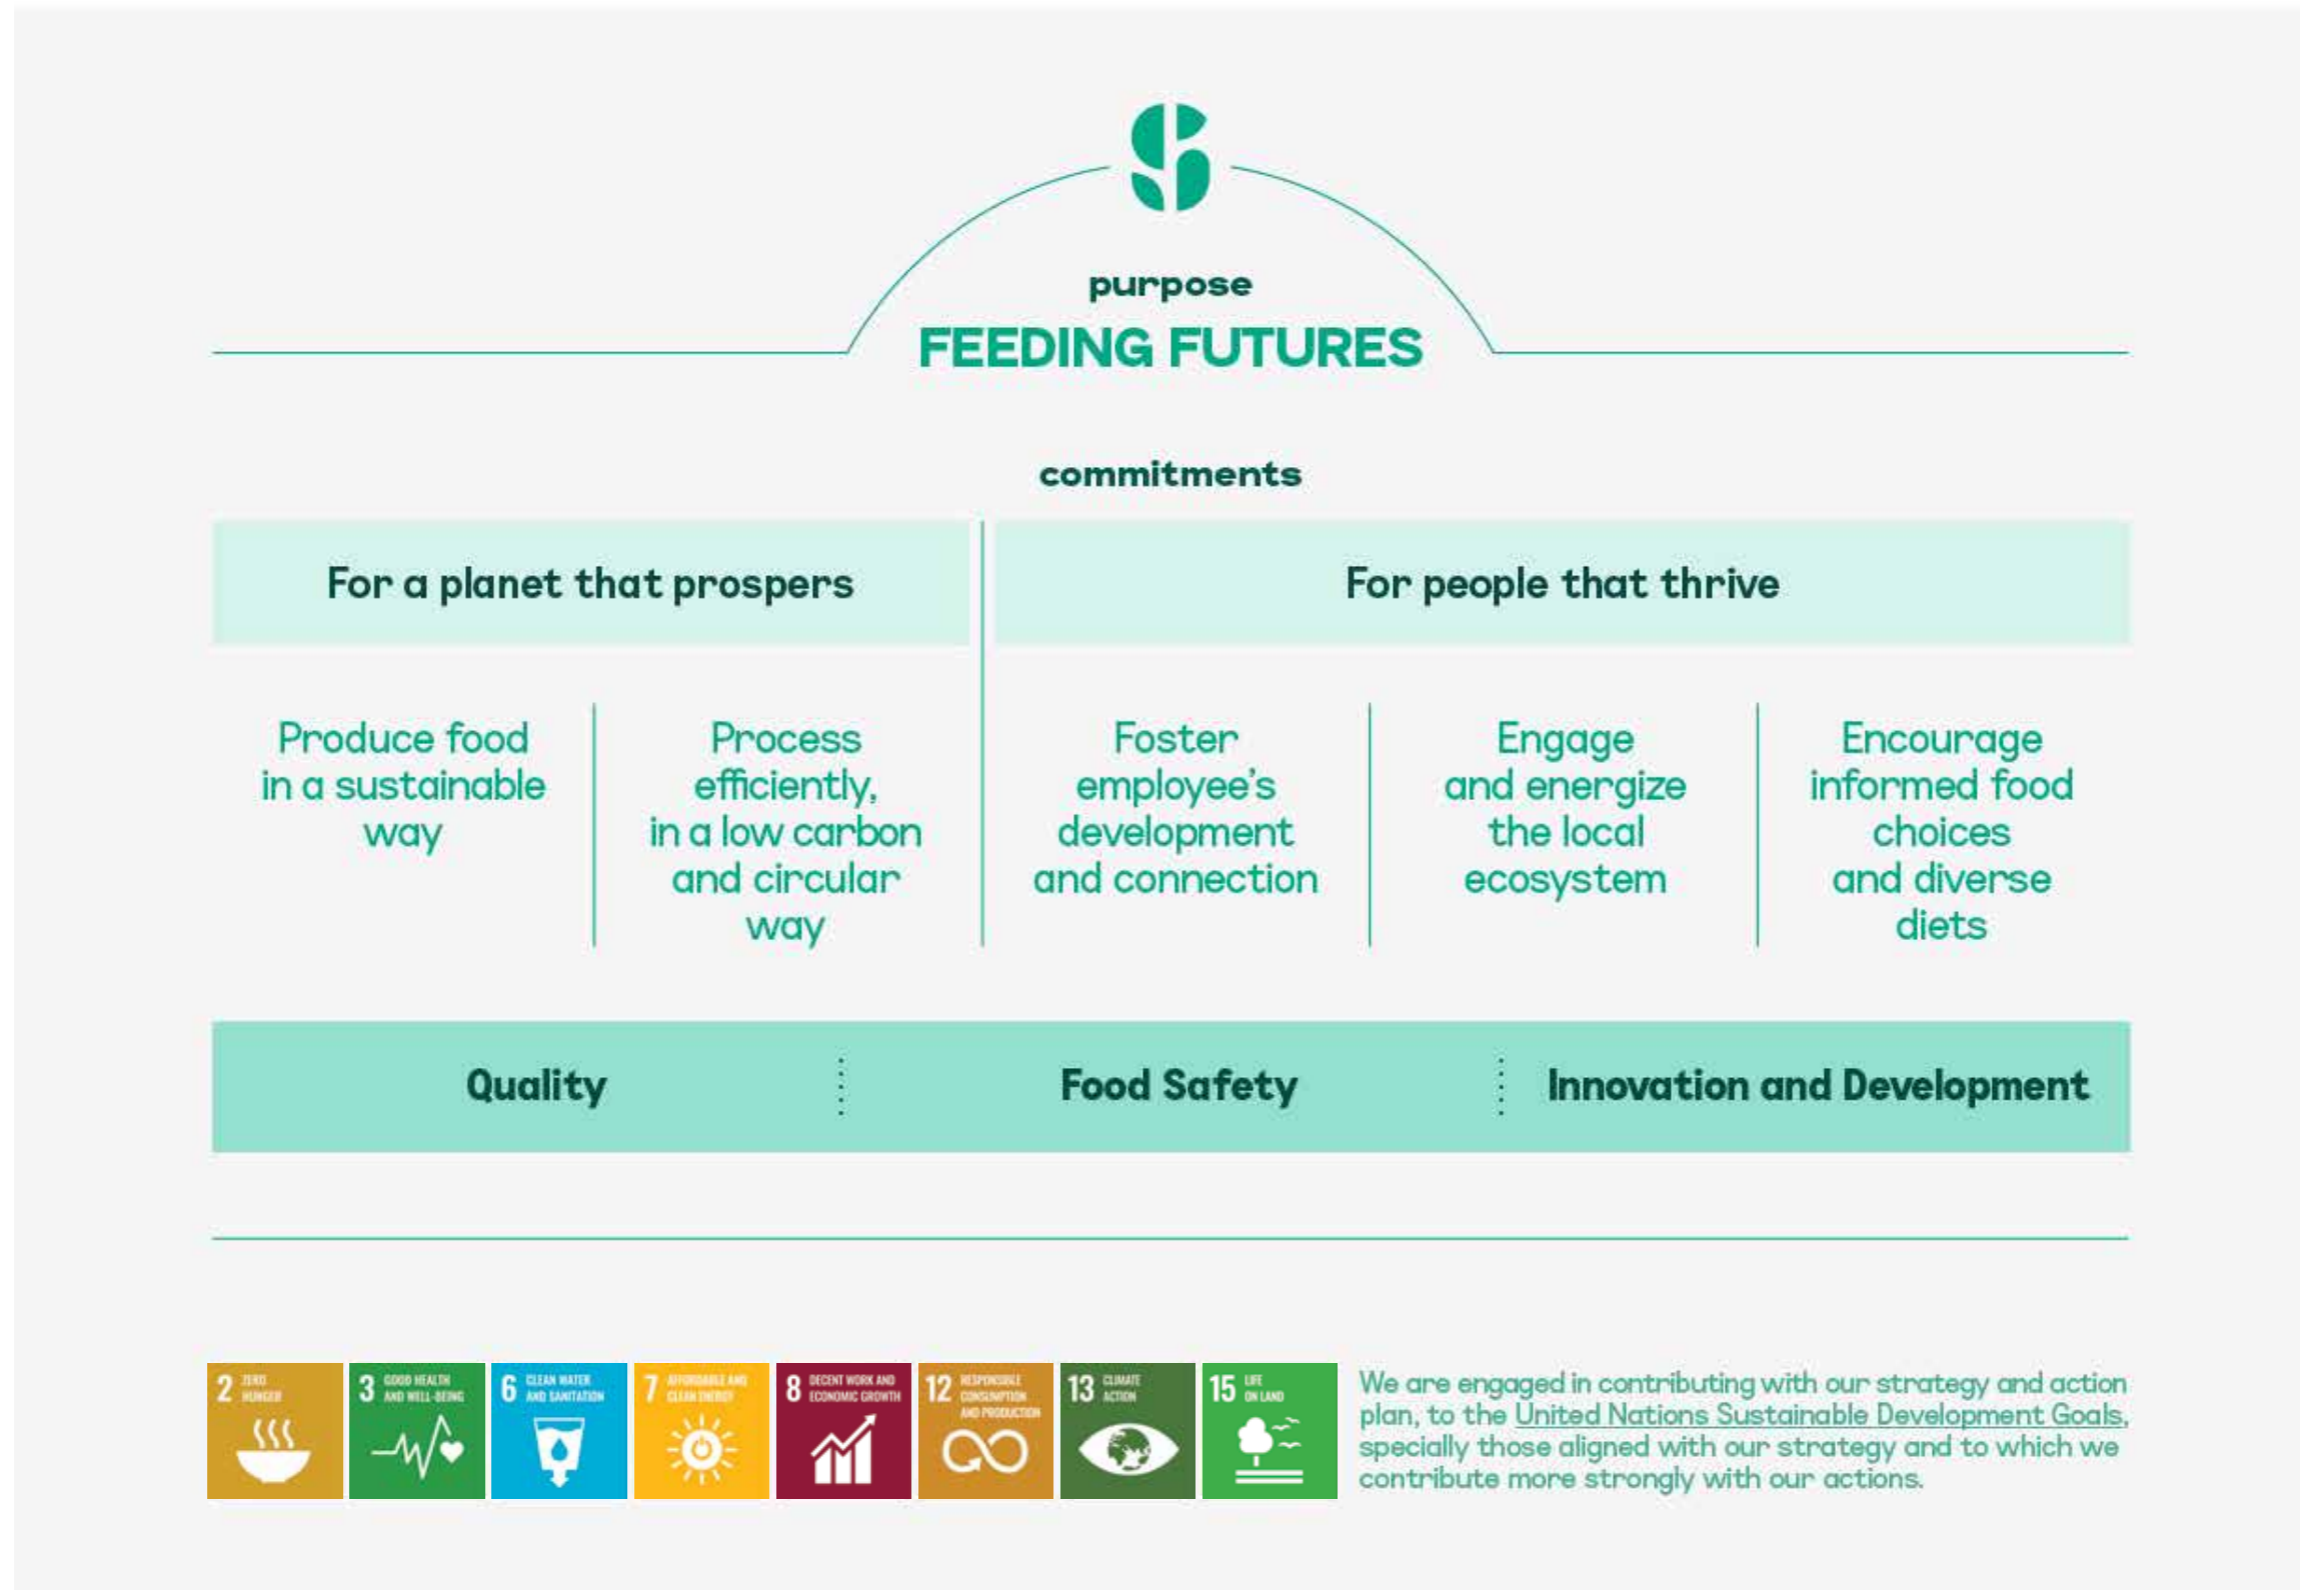 purpose
FEEDING FUTURES
commitments
For a planet that prospers
For people that thrive
Produce food
in a sustainable
way
Process
efficiently,
in a low carbon
and circular
way
Foster
employee's
development
and connection
Engage
and energize
the local
ecosystem
Encourage
informed food
choices
and diverse
diets
Quality
Food Safety
Innovation and Development
2 ZERO
HUNGER
3 GOOD HEALTH
AND WELL-BEING
6 CLEAN WATER
AND SANITATION
7 AFFORDABLE AND
CLEAN ENERGY
8 DECENT WORK AND
ECONOMIC GROWTH
12 RESPONSIBLE
CONSUMPTION
AND PRODUCTION
13 CLIMATE
ACTION
15 LIFE
ON LAND
We are engaged in contributing with our strategy and action
plan, to the United Nations Sustainable Development Goals,
specially those aligned with our strategy and to which we
contribute more strongly with our actions.